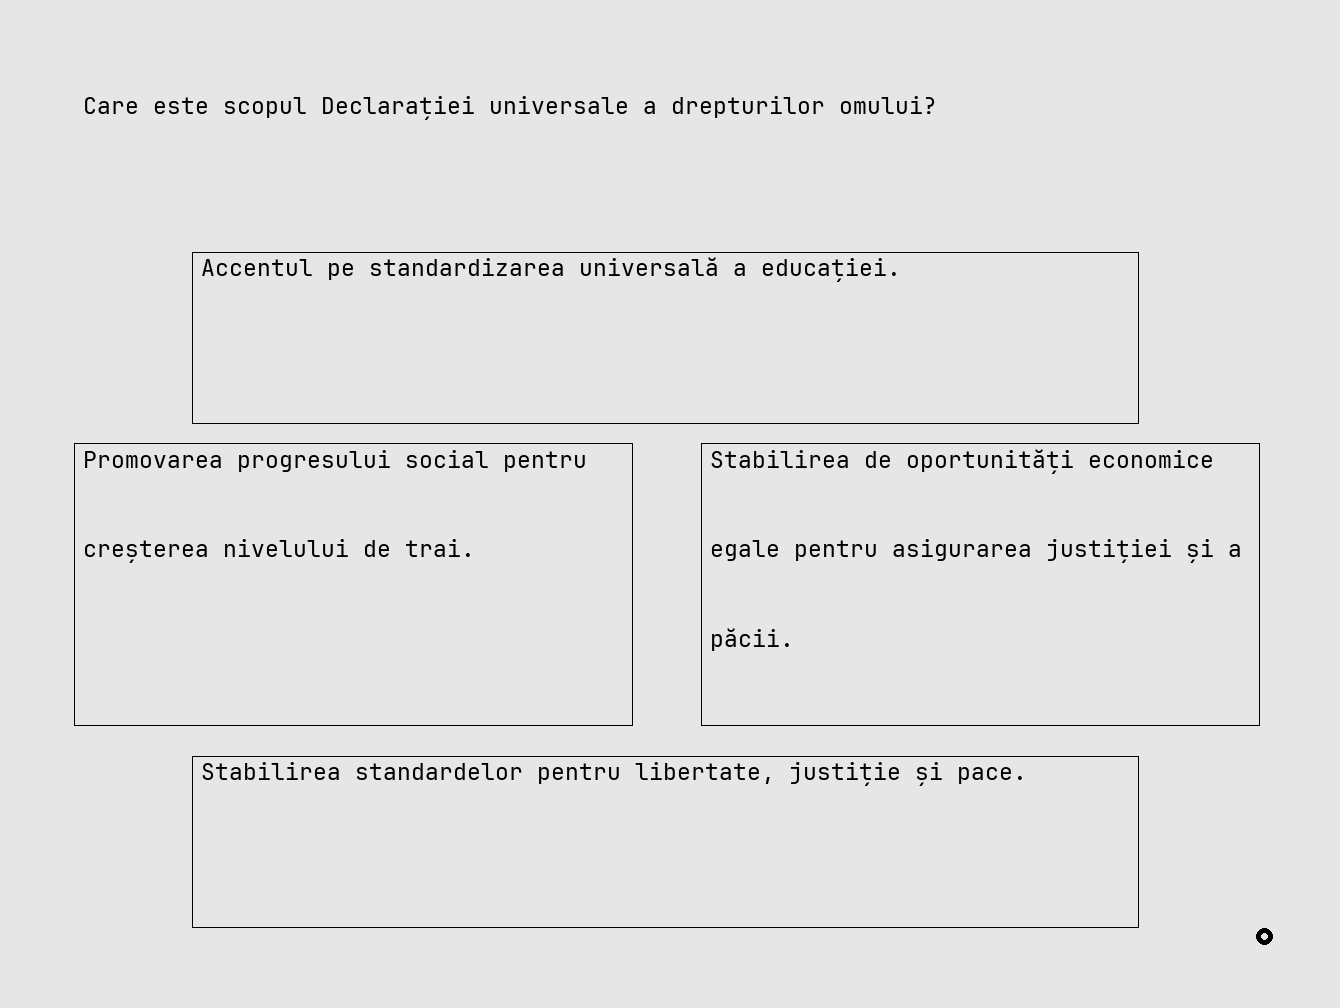 Care este scopul Declarației universale a drepturilor omului?
Accentul pe standardizarea universală a educației.
Promovarea progresului social pentru
creșterea nivelului de trai.
Stabilirea de oportunități economice
egale pentru asigurarea justiției și a
păcii.
Stabilirea standardelor pentru libertate, justiție și pace.